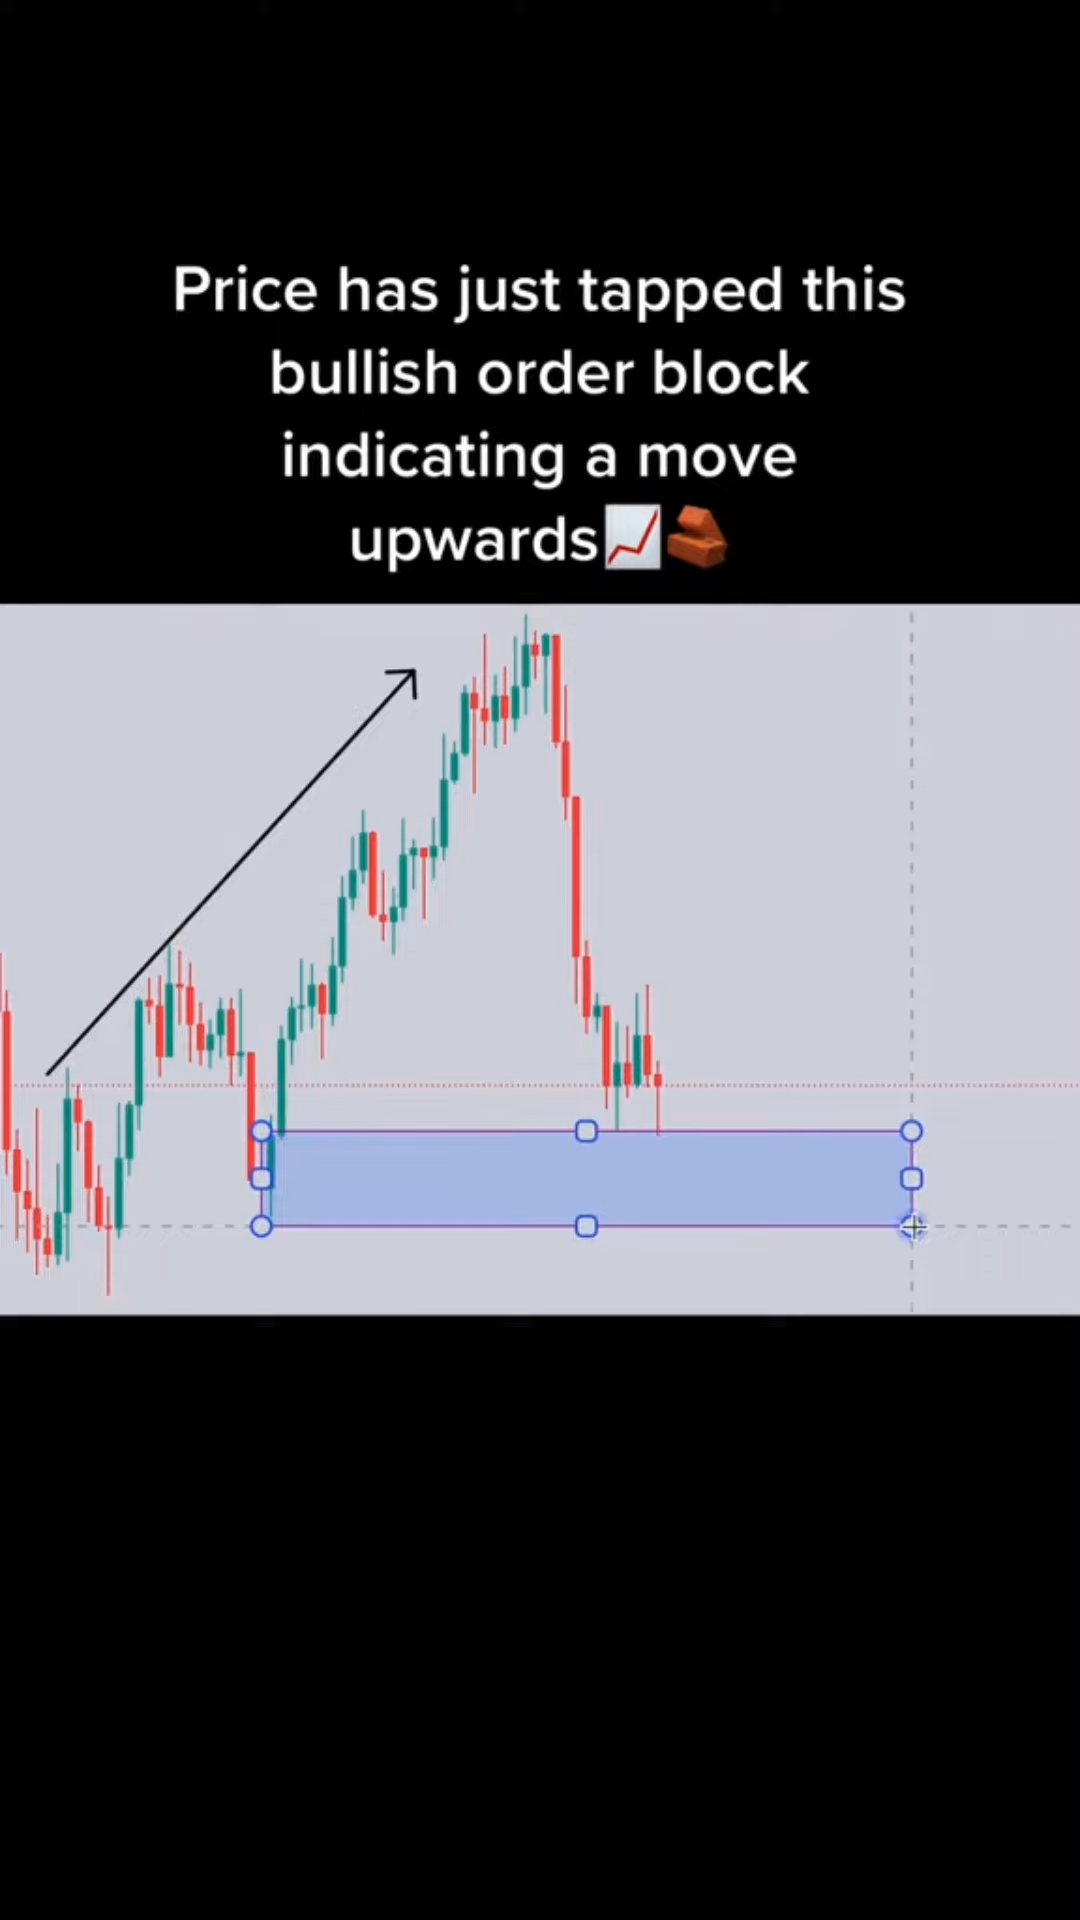 Price has just tapped this
bullish order block
indicating a move
upwards📈🧱